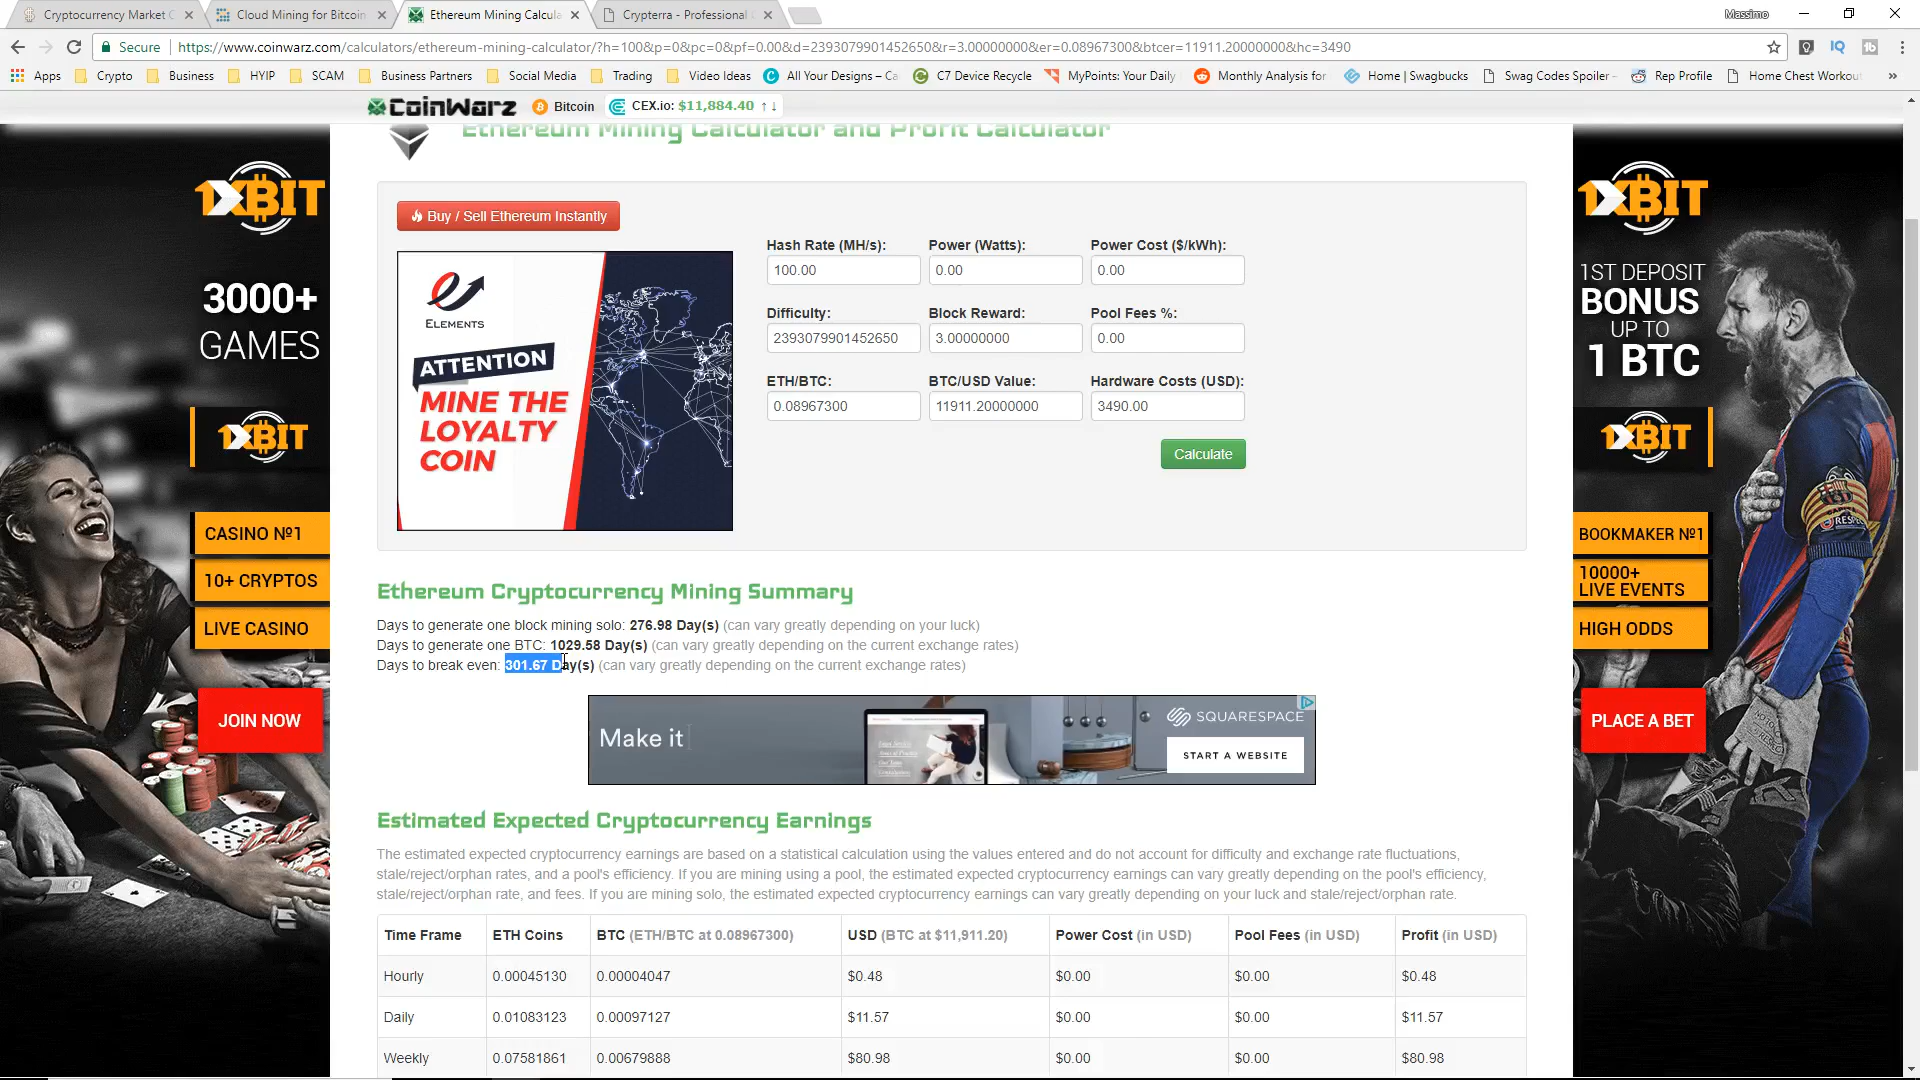 Cryptocurrency Market C
Cloud Mining for Bitcoin
Ethereum Mining Calcula
Crypterra - Professional
Massimo
Secure
https://www.coinwarz.com/calculators/ethereum-mining-calculator/?h=100&p=0&pc=0&pf=0.00&d=2393079901452650&r=3.00000000&er=0.08967300&btcer=11911.20000000&hc=3490
Apps
Crypto
Business
HYIP
SCAM
Business Partners
Social Media
Trading
Video Ideas
All Your Designs – Ca
C7 Device Recycle
MyPoints: Your Daily
Monthly Analysis for
Home | Swagbucks
Swag Codes Spoiler -
Rep Profile
Home Chest Workou
»
CoinWarz
Bitcoin
CEX.io: $11,884.40 ↑↓
Ethereum Mining Calculator and Profit Calculator
1XBIT
3000+
GAMES
1XBIT
CASINO №1
10+ CRYPTOS
LIVE CASINO
JOIN NOW
Buy / Sell Ethereum Instantly
ELEMENTS
ATTENTION
MINE THE
LOYALTY
COIN
Hash Rate (MH/s):
Power (Watts):
Power Cost ($/kWh):
100.00
0.00
0.00
Difficulty:
Block Reward:
Pool Fees %:
2393079901452650
3.00000000
0.00
ETH/BTC:
BTC/USD Value:
Hardware Costs (USD):
0.08967300
11911.20000000
3490.00
Calculate
1XBIT
1ST DEPOSIT
BONUS
UP TO
1 BTC
1XBIT
BOOKMAKER №1
10000+
LIVE EVENTS
HIGH ODDS
PLACE A BET
Ethereum Cryptocurrency Mining Summary
Days to generate one block mining solo: 276.98 Day(s) (can vary greatly depending on your luck)
Days to generate one BTC: 1029.58 Day(s) (can vary greatly depending on the current exchange rates)
Days to break even: 301.67 Day(s) (can vary greatly depending on the current exchange rates)
Make it
SQUARESPACE
START A WEBSITE
Estimated Expected Cryptocurrency Earnings
The estimated expected cryptocurrency earnings are based on a statistical calculation using the values entered and do not account for difficulty and exchange rate fluctuations,
stale/reject/orphan rates, and a pool's efficiency. If you are mining using a pool, the estimated expected cryptocurrency earnings can vary greatly depending on the pool's efficiency,
stale/reject/orphan rate, and fees. If you are mining solo, the estimated expected cryptocurrency earnings can vary greatly depending on your luck and stale/reject/orphan rate.
Time Frame
ETH Coins
BTC (ETH/BTC at 0.08967300)
USD (BTC at $11,911.20)
Power Cost (in USD)
Pool Fees (in USD)
Profit (in USD)
Hourly
0.00045130
0.00004047
$0.48
$0.00
$0.00
$0.48
Daily
0.01083123
0.00097127
$11.57
$0.00
$0.00
$11.57
Weekly
0.07581861
0.00679888
$80.98
$0.00
$0.00
$80.98